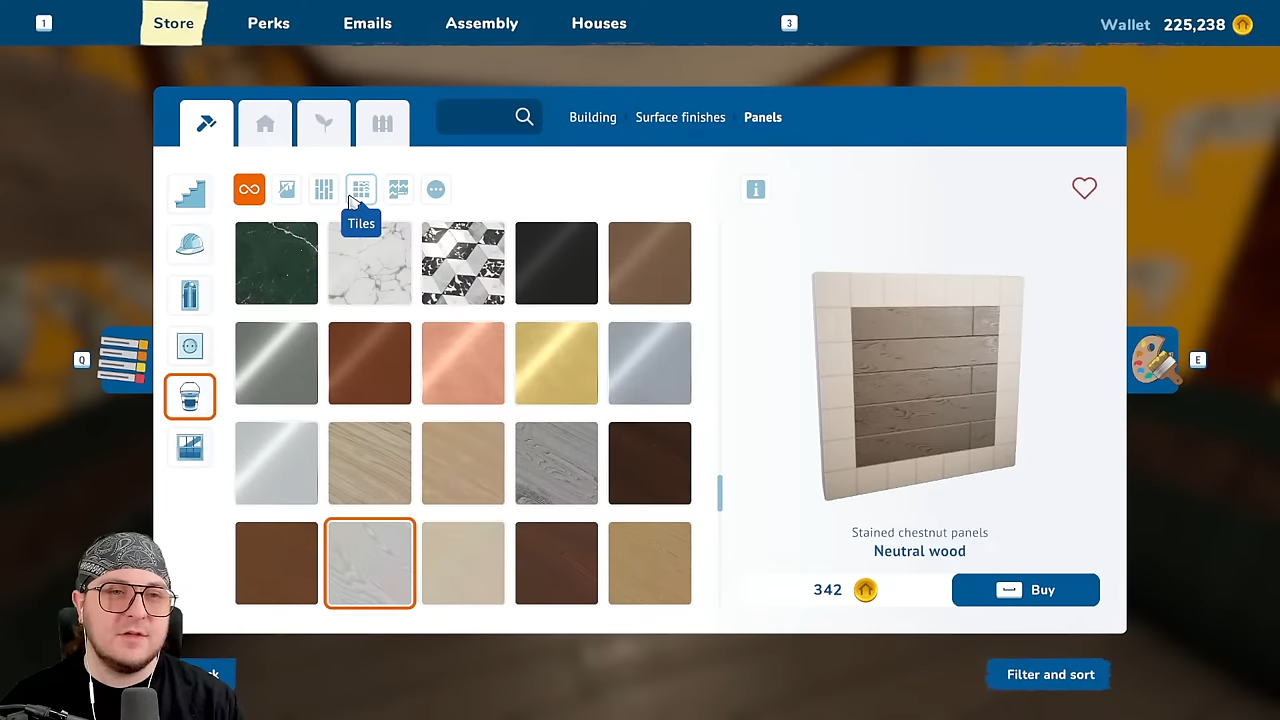 1
Store
Perks
Emails
Assembly
Houses
3
Wallet 225,238
Building
Surface finishes
Panels
Tiles
Q
E
Stained chestnut panels
Neutral wood
342
Buy
Filter and sort